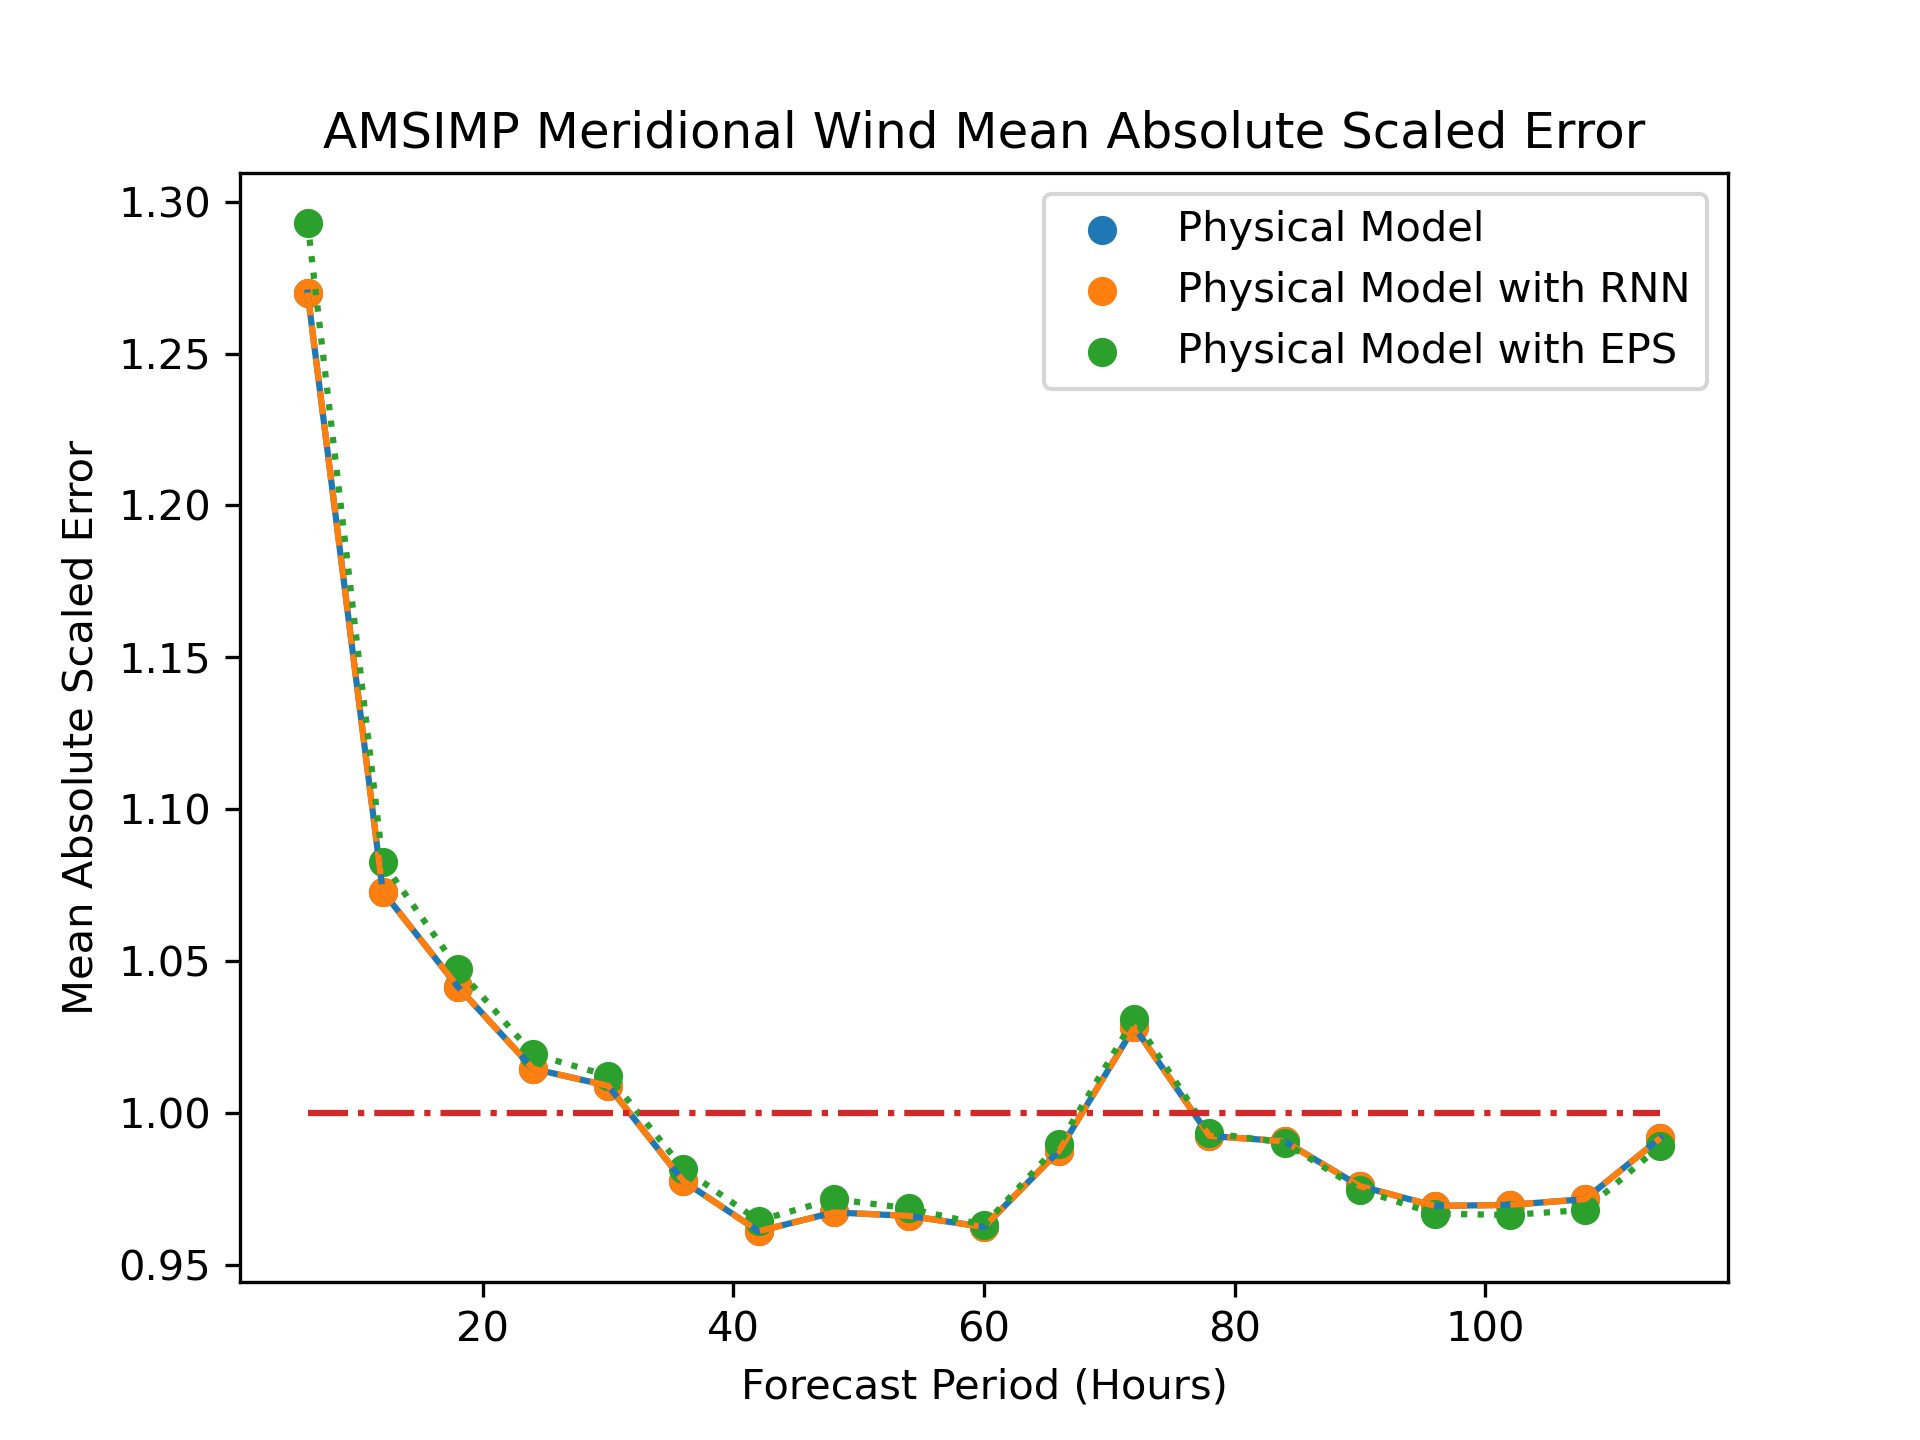 AMSIMP Meridional Wind Mean Absolute Scaled Error
1.30
1.25
1.20
1.15
1.10
1.05
1.00
0.95
Mean Absolute Scaled Error
Physical Model
Physical Model with RNN
Physical Model with EPS
20 40 60 80 100
Forecast Period (Hours)